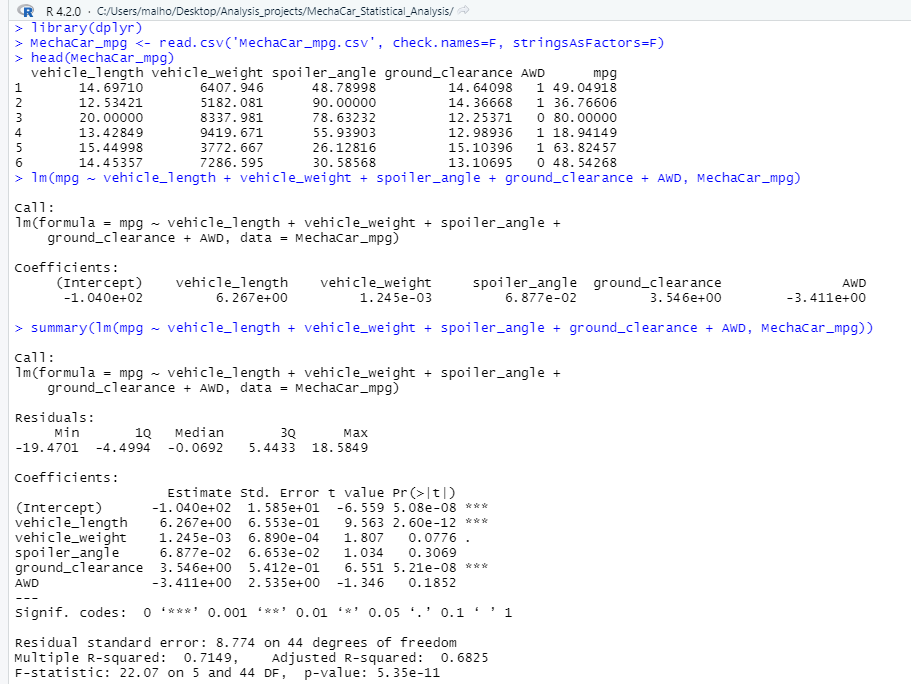 R 4.2.0 · C:/Users/malho/Desktop/Analysis_projects/MechaCar_Statistical_Analysis/
> library(dplyr)
> MechaCar_mpg <- read.csv('MechaCar_mpg.csv', check.names=F, stringsAsFactors=F)
> head(MechaCar_mpg)
  vehicle_length vehicle_weight spoiler_angle ground_clearance AWD      mpg
1       14.69710       6407.946      48.78998         14.64098   1 49.04918
2       12.53421       5182.081      90.00000         14.36668   1 36.76606
3       20.00000       8337.981      78.63232         12.25371   0 80.00000
4       13.42849       9419.671      55.93903         12.98936   1 18.94149
5       15.44998       3772.667      26.12816         15.10396   1 63.82457
6       14.45357       7286.595      30.58568         13.10695   0 48.54268
> lm(mpg ~ vehicle_length + vehicle_weight + spoiler_angle + ground_clearance + AWD, MechaCar_mpg)
Call:
lm(formula = mpg ~ vehicle_length + vehicle_weight + spoiler_angle +
    ground_clearance + AWD, data = MechaCar_mpg)
Coefficients:
     (Intercept)    vehicle_length    vehicle_weight     spoiler_angle  ground_clearance               AWD
      -1.040e+02         6.267e+00         1.245e-03         6.877e-02         3.546e+00        -3.411e+00
> summary(lm(mpg ~ vehicle_length + vehicle_weight + spoiler_angle + ground_clearance + AWD, MechaCar_mpg))
Call:
lm(formula = mpg ~ vehicle_length + vehicle_weight + spoiler_angle +
    ground_clearance + AWD, data = MechaCar_mpg)
Residuals:
     Min       1Q   Median       3Q      Max
-19.4701  -4.4994  -0.0692   5.4433  18.5849
Coefficients:
                   Estimate Std. Error t value Pr(>|t|)
(Intercept)      -1.040e+02  1.585e+01  -6.559 5.08e-08 ***
vehicle_length    6.267e+00  6.553e-01   9.563 2.60e-12 ***
vehicle_weight    1.245e-03  6.890e-04   1.807   0.0776 .
spoiler_angle     6.877e-02  6.653e-02   1.034   0.3069
ground_clearance  3.546e+00  5.412e-01   6.551 5.21e-08 ***
AWD              -3.411e+00  2.535e+00  -1.346   0.1852
---
Signif. codes:  0 ‘***’ 0.001 ‘**’ 0.01 ‘*’ 0.05 ‘.’ 0.1 ‘ ’ 1
Residual standard error: 8.774 on 44 degrees of freedom
Multiple R-squared:  0.7149,    Adjusted R-squared:  0.6825
F-statistic: 22.07 on 5 and 44 DF,  p-value: 5.35e-11